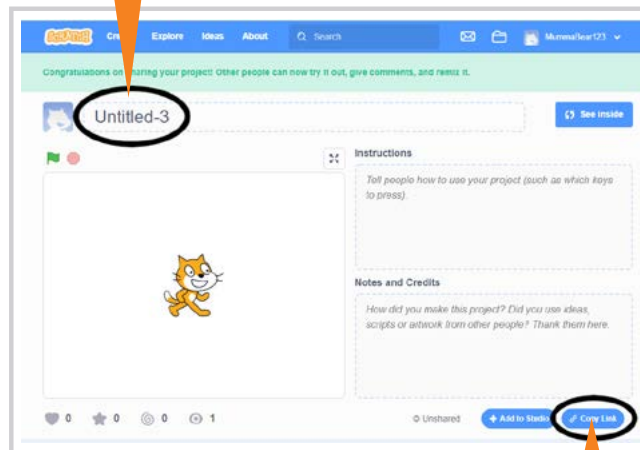 SCRATCH Create Explore Ideas About Search MummaBear123
Congratulations on sharing your project! Other people can now try it out, give comments, and remix it.
Untitled-3 See inside
Instructions
Tell people how to use your project (such as which keys
to press).
Notes and Credits
How did you make this project? Did you use ideas,
scripts or artwork from other people? Thank them here.
0 0 0 1 Unshared Add to Studio Copy Link